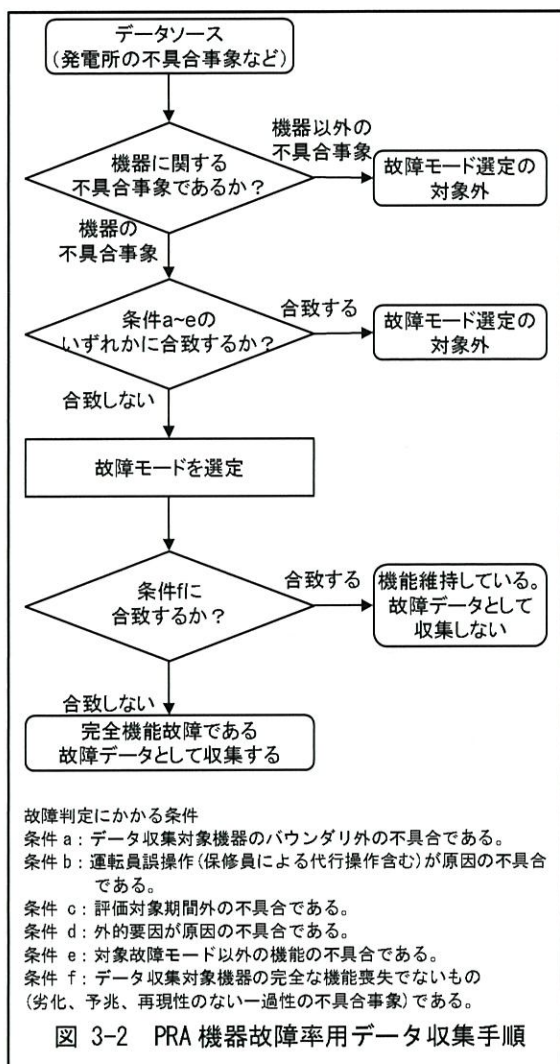 データソース
(発電所の不具合事象など)
機器に関する
不具合事象であるか？
機器以外の
不具合事象
故障モード選定の
対象外
機器の
不具合事象
条件a~eの
いずれかに合致するか？
合致する
故障モード選定の
対象外
合致しない
故障モードを選定
条件fに
合致するか？
合致する
機能維持している。
故障データとして
収集しない
合致しない
完全機能故障である
故障データとして収集する
故障判定にかかる条件
条件 a：データ収集対象機器のバウンダリ外の不具合である。
条件 b：運転員誤操作(保修員による代行操作含む)が原因の不具合
である。
条件 c：評価対象期間外の不具合である。
条件 d：外的要因が原因の不具合である。
条件 e：対象故障モード以外の機能の不具合である。
条件 f：データ収集対象機器の完全な機能喪失でないもの
(劣化、予兆、再現性のない一過性の不具合事象)である。
図 3-2 PRA 機器故障率用データ収集手順